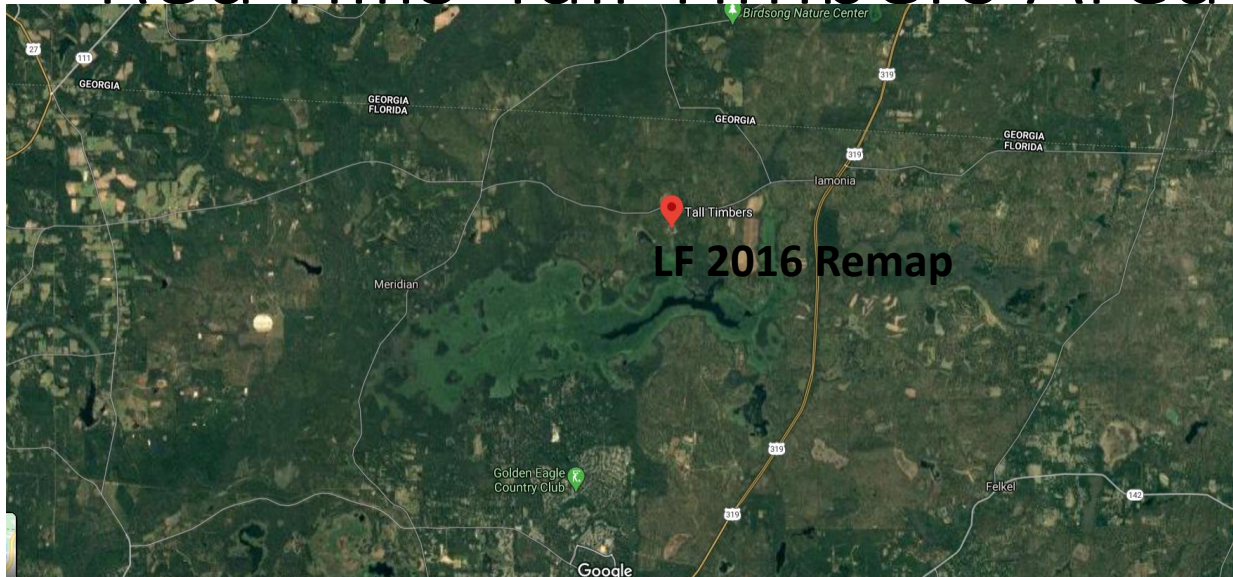 Birdsong Nature Center
27
111
319
GEORGIA
GEORGIA
FLORIDA
GEORGIA
GEORGIA
FLORIDA
319
Iamonia
Tall Timbers
LF 2016 Remap
Meridian
319
Golden Eagle
Country Club
Felkel
142
319
Google